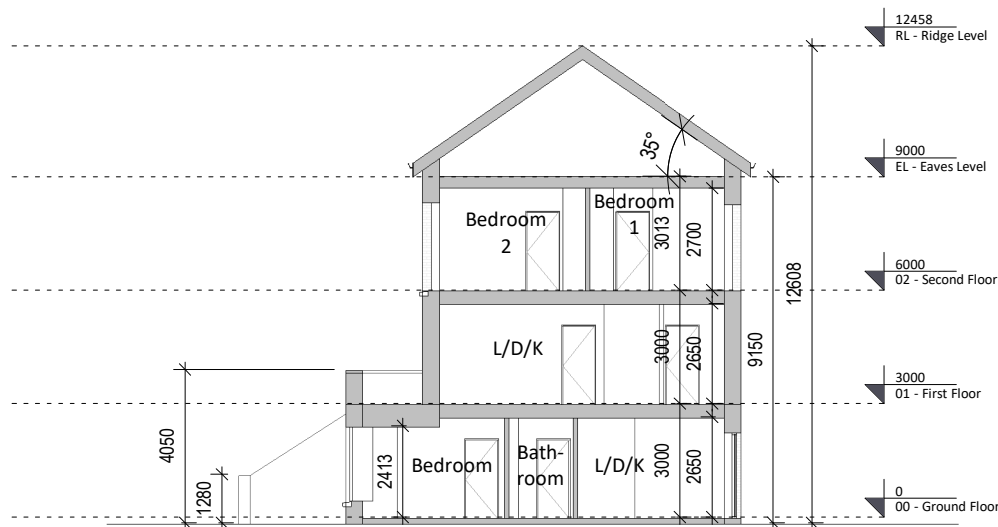 12458
RL - Ridge Level
9000
EL - Eaves Level
35°
Bedroom
2
Bedroom
1
3013
2700
6000
02 - Second Floor
12608
L/D/K
3000
2650
9150
3000
01 - First Floor
4050
1280
2413
Bedroom
Bath-
room
L/D/K
3000
2650
0
00 - Ground Floor